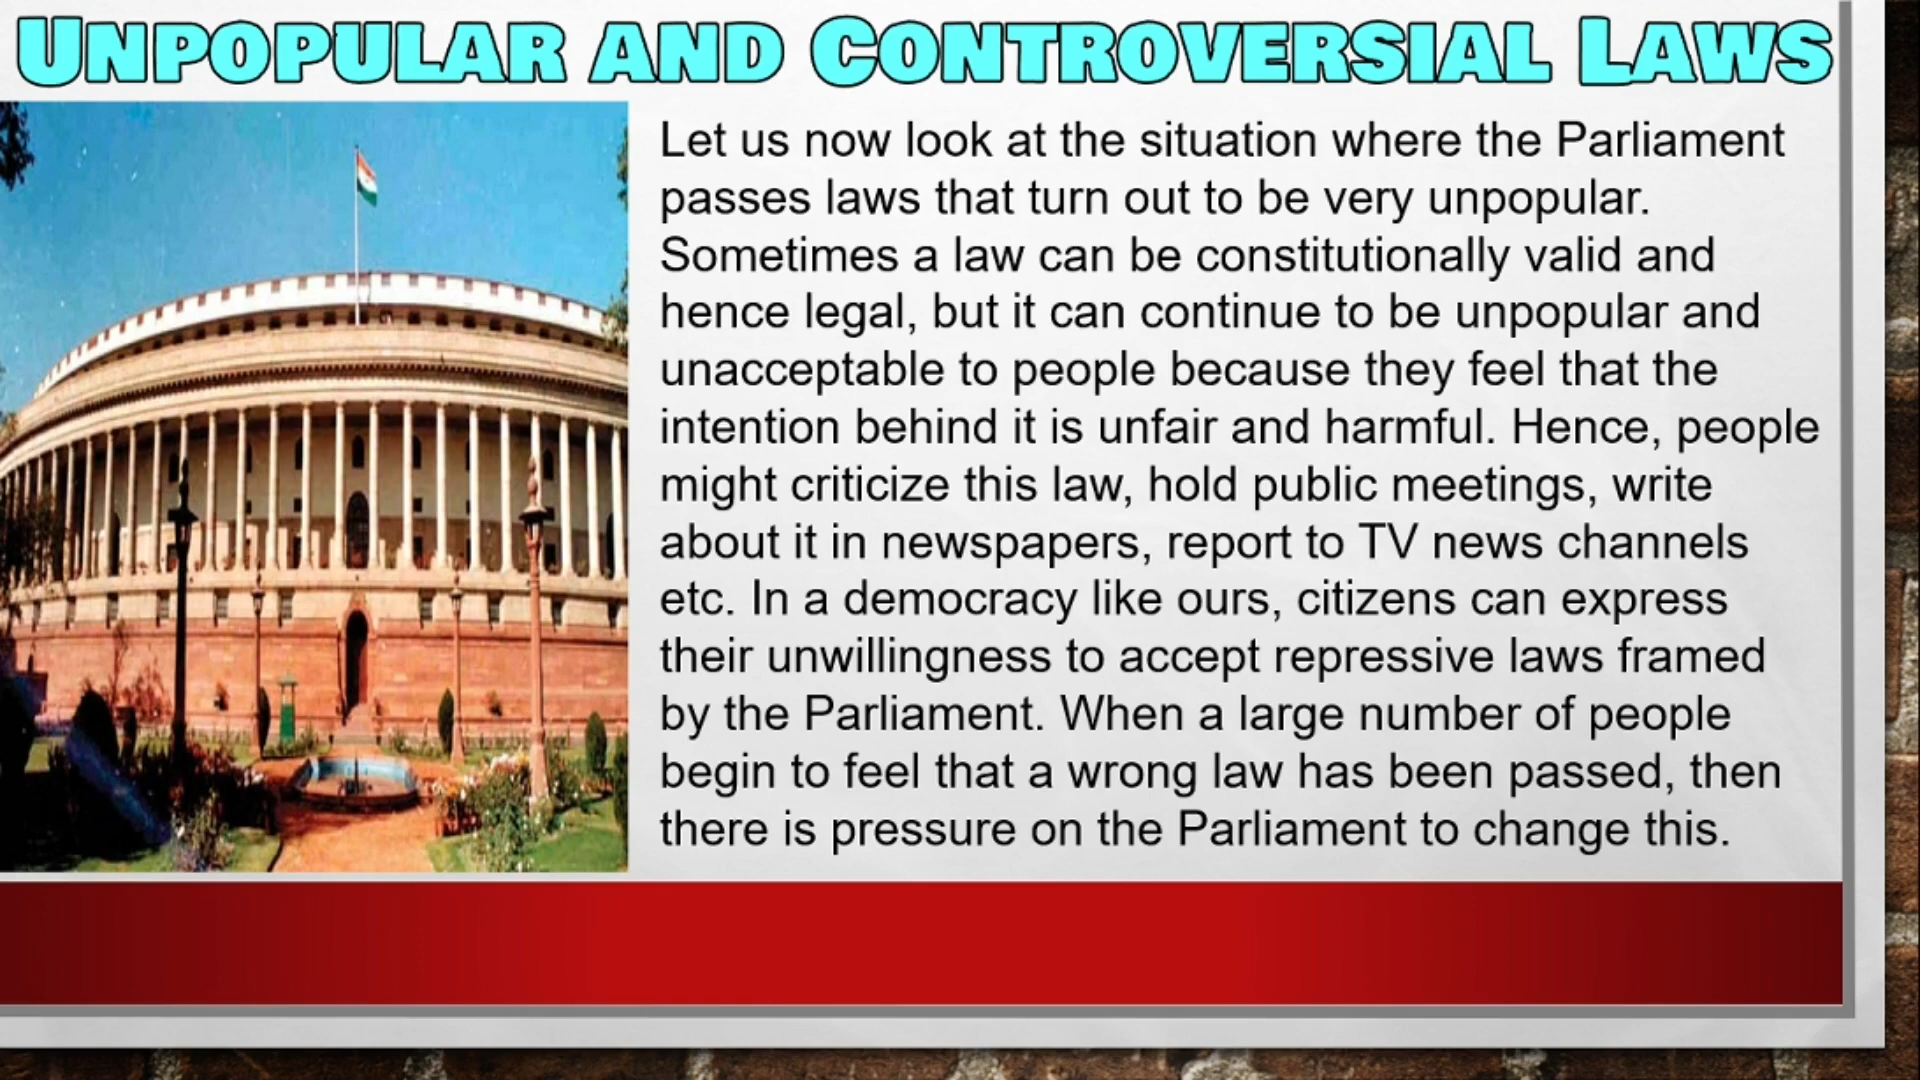 UNPOPULAR AND CONTROVERSIAL LAWS
Let us now look at the situation where the Parliament
passes laws that turn out to be very unpopular.
Sometimes a law can be constitutionally valid and
hence legal, but it can continue to be unpopular and
unacceptable to people because they feel that the
intention behind it is unfair and harmful. Hence, people
might criticize this law, hold public meetings, write
about it in newspapers, report to TV news channels
etc. In a democracy like ours, citizens can express
their unwillingness to accept repressive laws framed
by the Parliament. When a large number of people
begin to feel that a wrong law has been passed, then
there is pressure on the Parliament to change this.